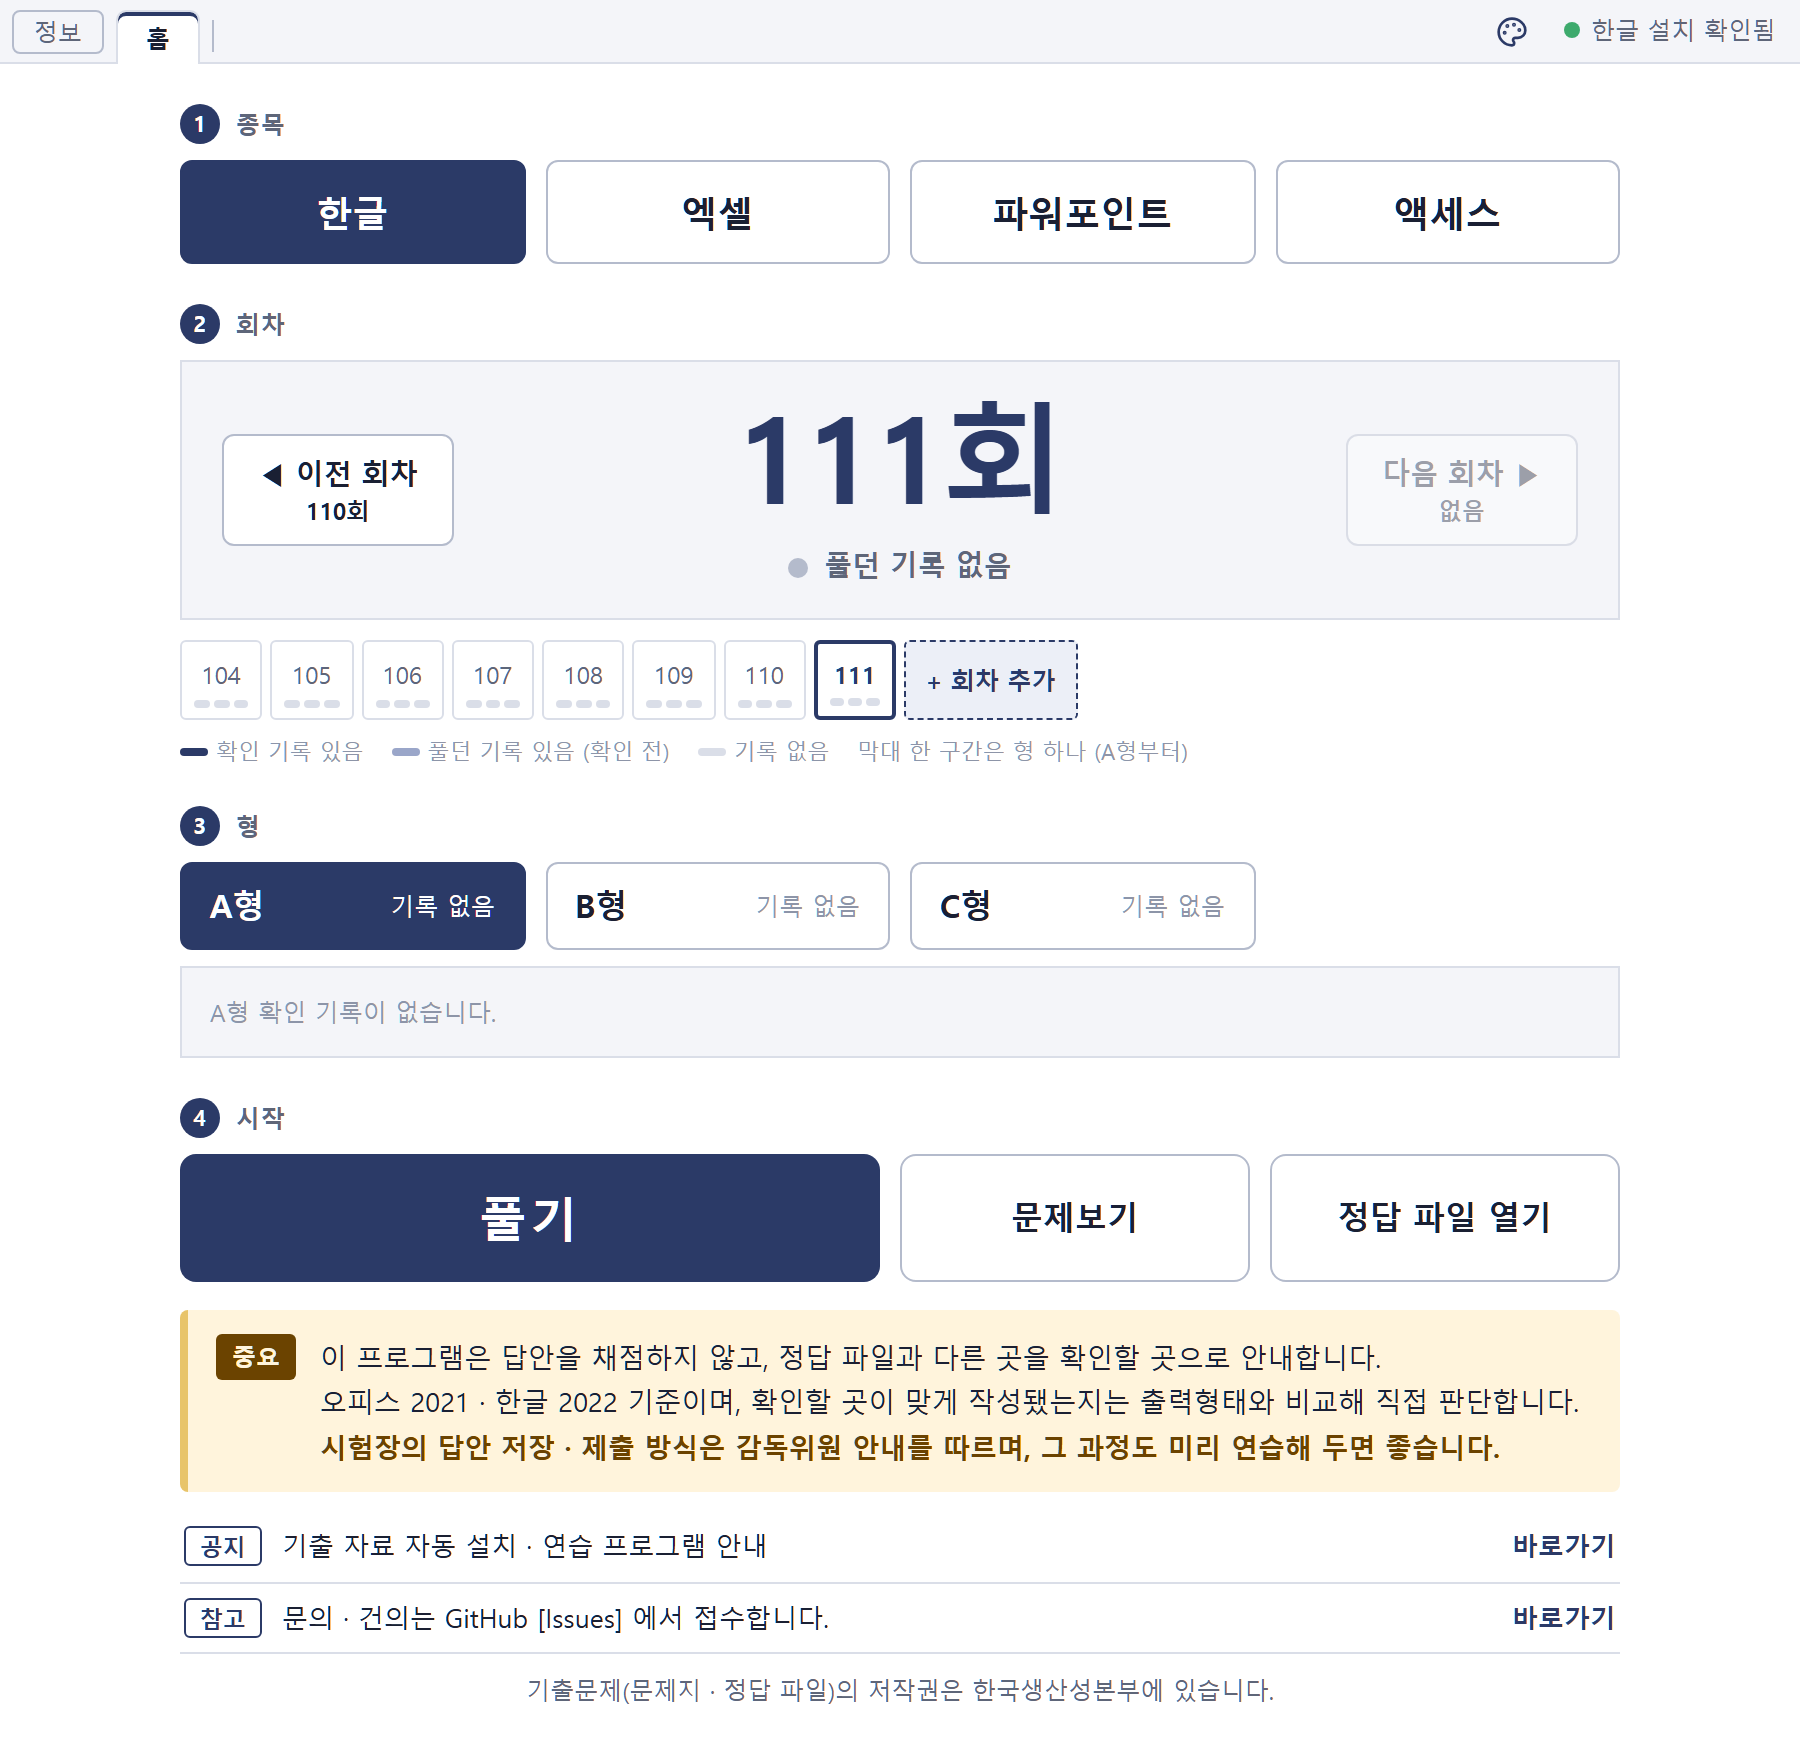 정보
홈
한글 설치 확인됨
1 종목
한글
엑셀
파워포인트
액세스
2 회차
◀ 이전 회차
110회
111회
풀던 기록 없음
다음 회차 ▶
없음
104
105
106
107
108
109
110
111
+ 회차 추가
확인 기록 있음 풀던 기록 있음 (확인 전) 기록 없음 막대 한 구간은 형 하나 (A형부터)
3 형
A형 기록 없음
B형 기록 없음
C형 기록 없음
A형 확인 기록이 없습니다.
4 시작
풀기
문제보기
정답 파일 열기
중요 이 프로그램은 답안을 채점하지 않고, 정답 파일과 다른 곳을 확인할 곳으로 안내합니다.
오피스 2021 · 한글 2022 기준이며, 확인할 곳이 맞게 작성됐는지는 출력형태와 비교해 직접 판단합니다.
시험장의 답안 저장 · 제출 방식은 감독위원 안내를 따르며, 그 과정도 미리 연습해 두면 좋습니다.
공지 기출 자료 자동 설치 · 연습 프로그램 안내 바로가기
참고 문의 · 건의는 GitHub [Issues] 에서 접수합니다. 바로가기
기출문제(문제지 · 정답 파일)의 저작권은 한국생산성본부에 있습니다.